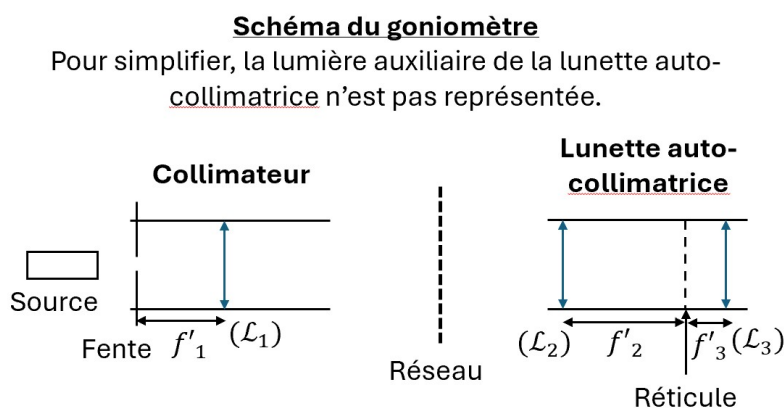 Schéma du goniomètre
Pour simplifier, la lumière auxiliaire de la lunette auto-
collimatrice n’est pas représentée.
Lunette auto-
collimatrice
Collimateur
Source
Fente
f′₁
(ℒ₁)
Réseau
(ℒ₂)
f′₂
f′₃
(ℒ₃)
Réticule